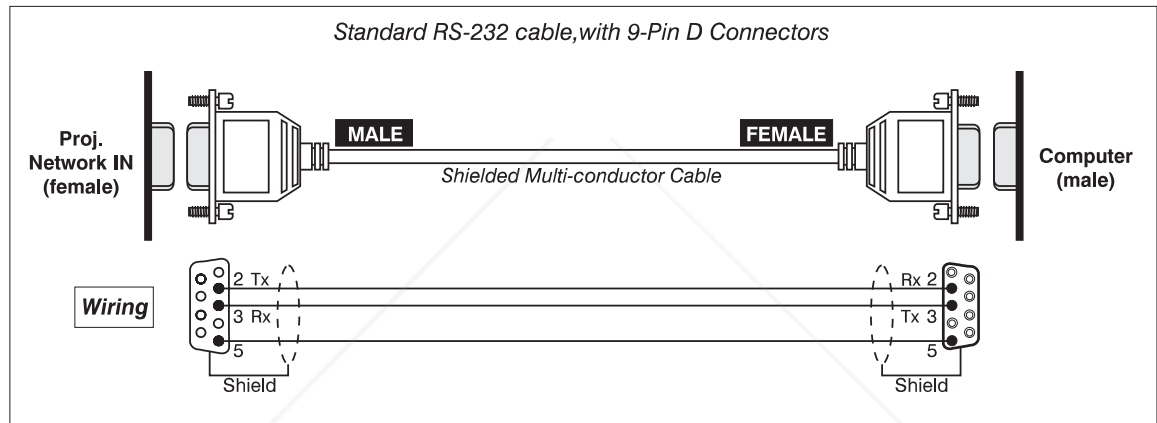 Standard RS-232 cable,with 9-Pin D Connectors
Proj.
Network IN
(female)
MALE
FEMALE
Shielded Multi-conductor Cable
Computer
(male)
Wiring
2 Tx
3 Rx
5
Shield
Rx 2
Tx 3
5
Shield